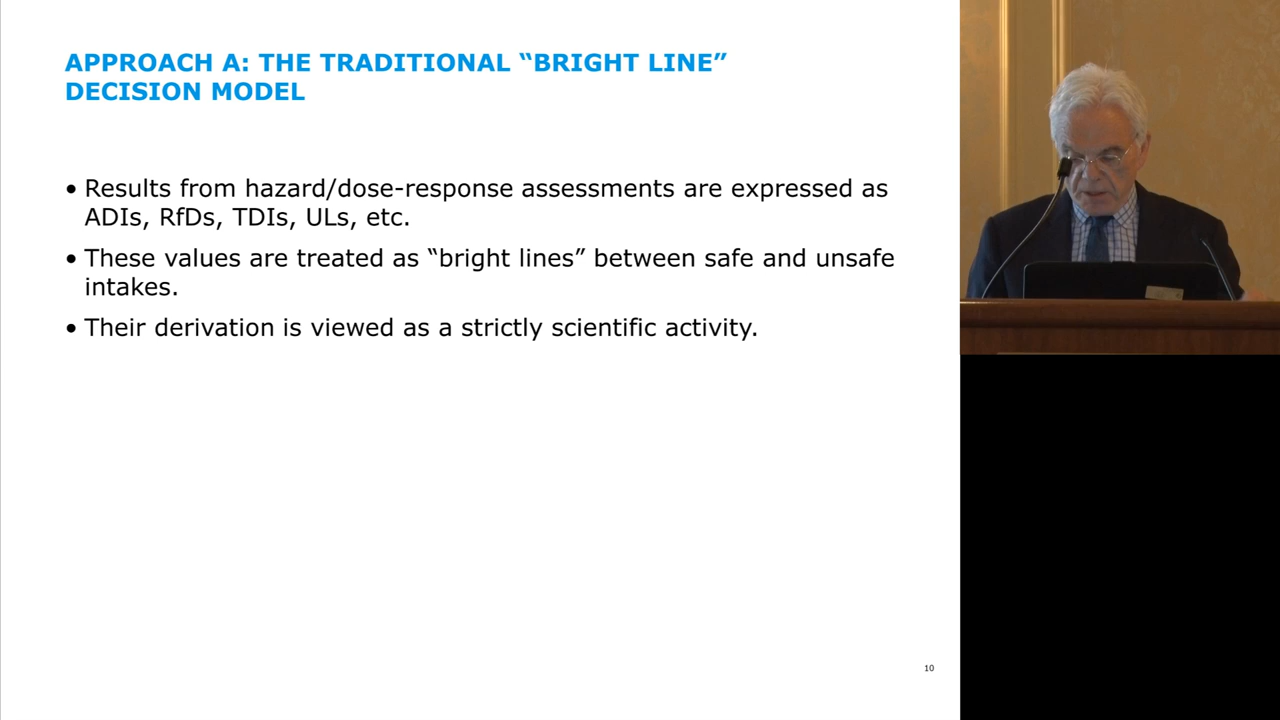 APPROACH A: THE TRADITIONAL “BRIGHT LINE”
DECISION MODEL
• Results from hazard/dose-response assessments are expressed as
ADIs, RfDs, TDIs, ULs, etc.
• These values are treated as “bright lines” between safe and unsafe
intakes.
• Their derivation is viewed as a strictly scientific activity.
10